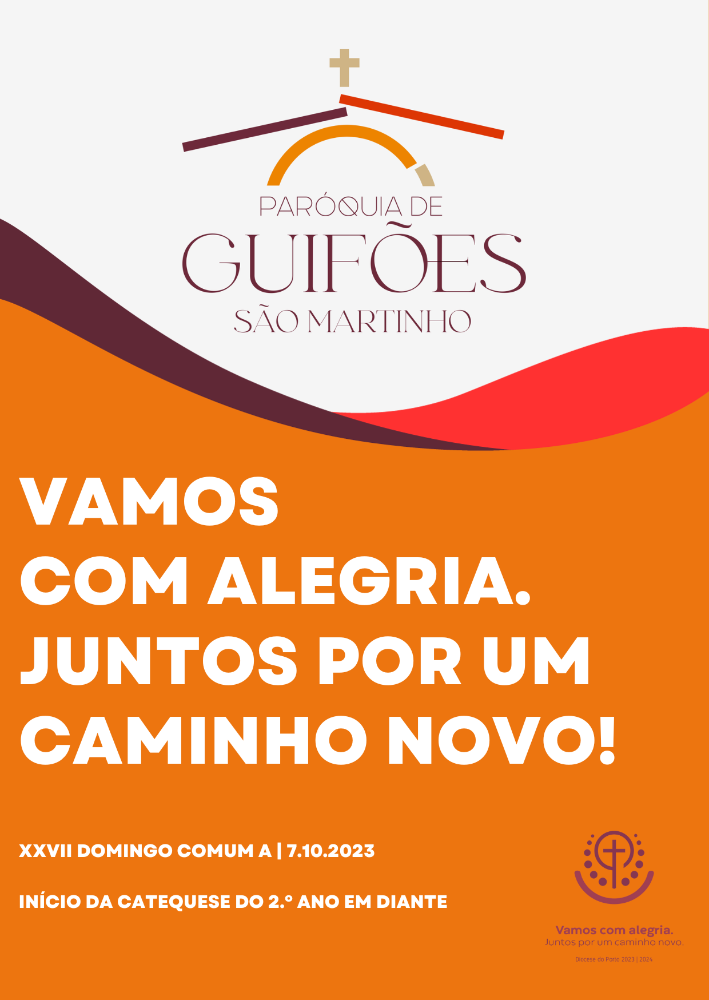 PARÓQUIA DE
GUIFÕES
SÃO MARTINHO
VAMOS
COM ALEGRIA.
JUNTOS POR UM
CAMINHO NOVO!
XXVII DOMINGO COMUM A | 7.10.2023
INÍCIO DA CATEQUESE DO 2.º ANO EM DIANTE
Vamos com alegria.
Juntos por um caminho novo.
Diocese do Porto 2023 | 2024